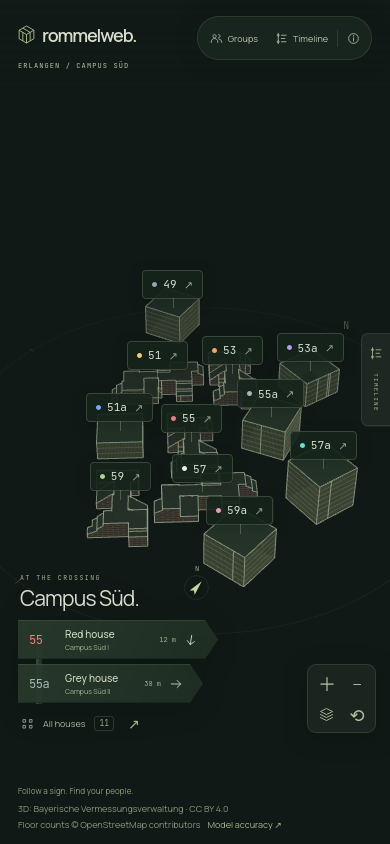 rommelweb.
Groups
Timeline
ERLANGEN / CAMPUS SÜD
49 ↗
N
51 ↗
53 ↗
53a ↗
TIMELINE
55a ↗
51a ↗
55 ↗
57a ↗
59 ↗
57 ↗
59a ↗
N
AT THE CROSSING
Campus Süd.
55 Red house 12 m ↓
Campus Süd I
55a Grey house 38 m →
Campus Süd II
All houses 11 ↗
Follow a sign. Find your people.
3D: Bayerische Vermessungsverwaltung · CC BY 4.0
Floor counts © OpenStreetMap contributors Model accuracy ↗